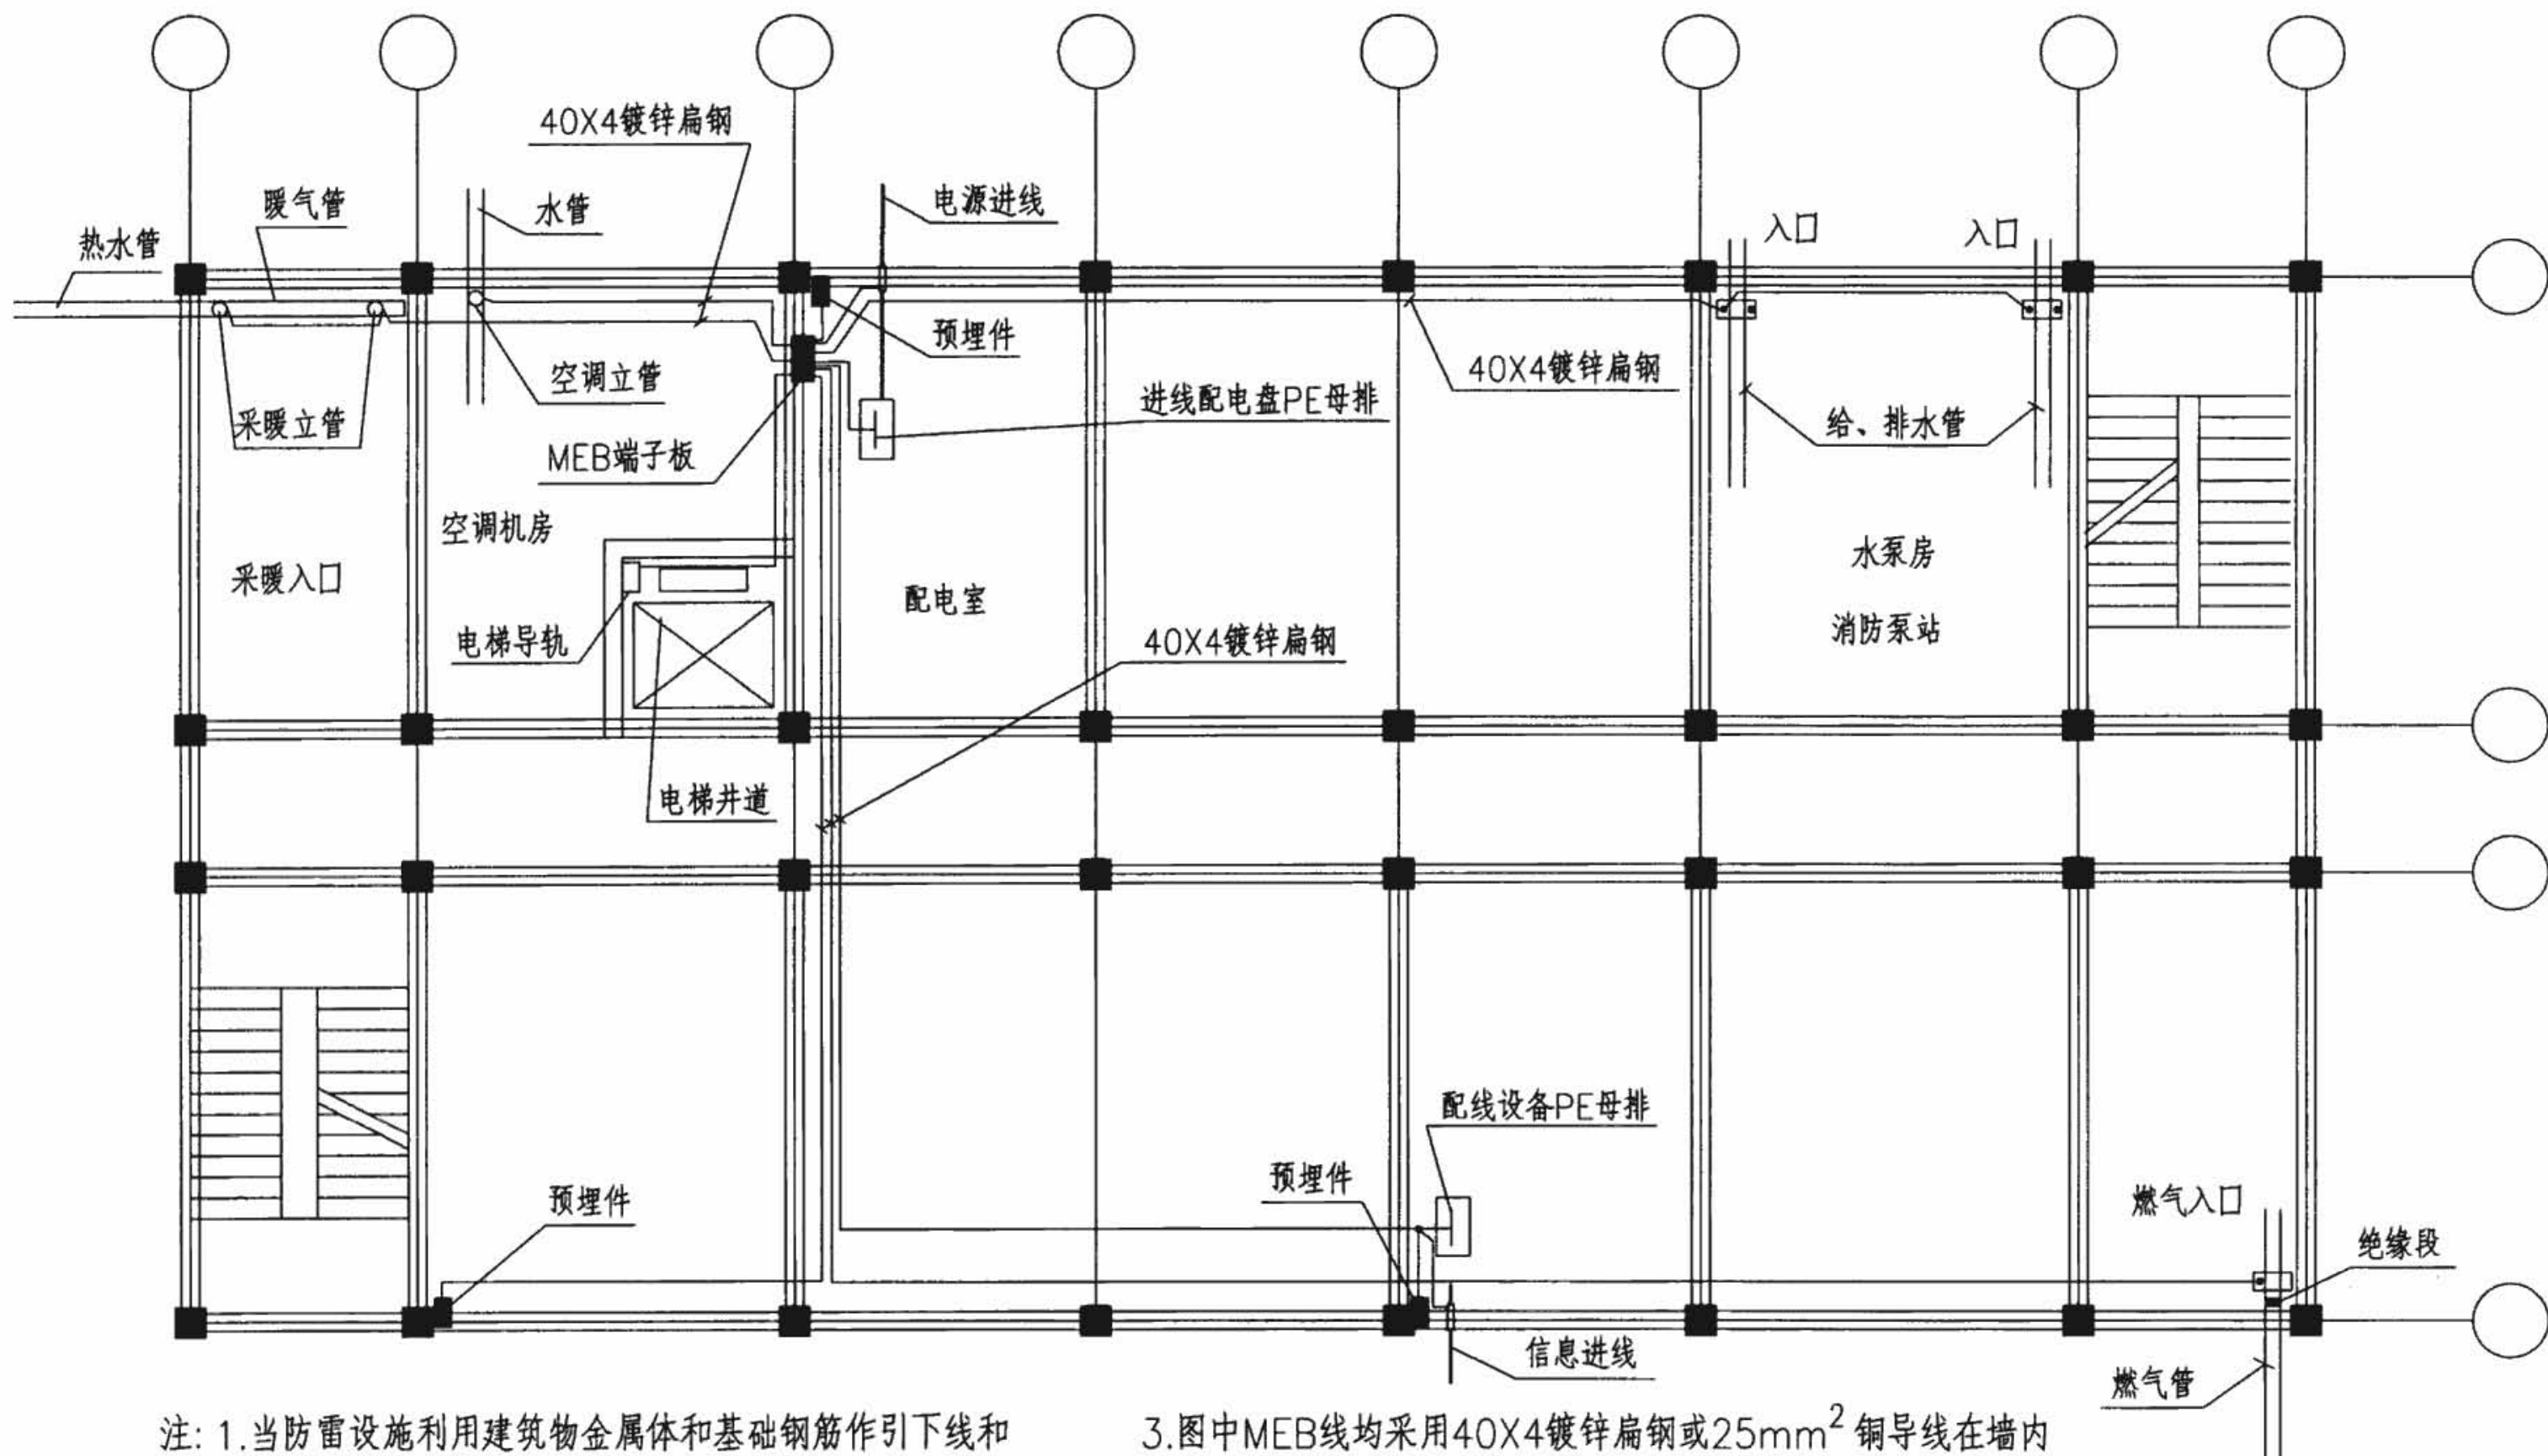 40X4镀锌扁钢
暖气管
水管
电源进线
热水管
入口
入口
预埋件
空调立管
40X4镀锌扁钢
采暖立管
进线配电盘PE母排
给、排水管
MEB端子板
空调机房
水泵房
采暖入口
配电室
消防泵站
电梯导轨
40X4镀锌扁钢
电梯井道
配线设备PE母排
预埋件
预埋件
燃气入口
绝缘段
信息进线
燃气管
注: 1.当防雷设施利用建筑物金属体和基础钢筋作引下线和
3.图中MEB线均采用40X4镀锌扁钢或25mm² 铜导线在墙内